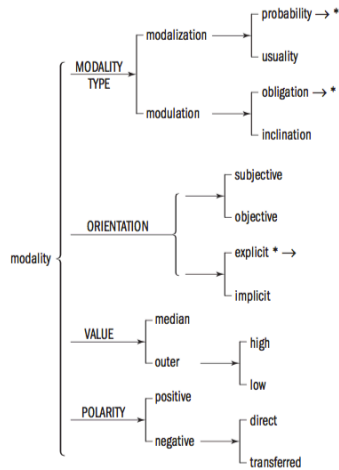 probability → *
modalization
usuality
MODALITY
TYPE
obligation → *
modulation
inclination
subjective
objective
ORIENTATION
explicit * →
modality
implicit
median
VALUE
high
outer
low
positive
POLARITY
direct
negative
transferred